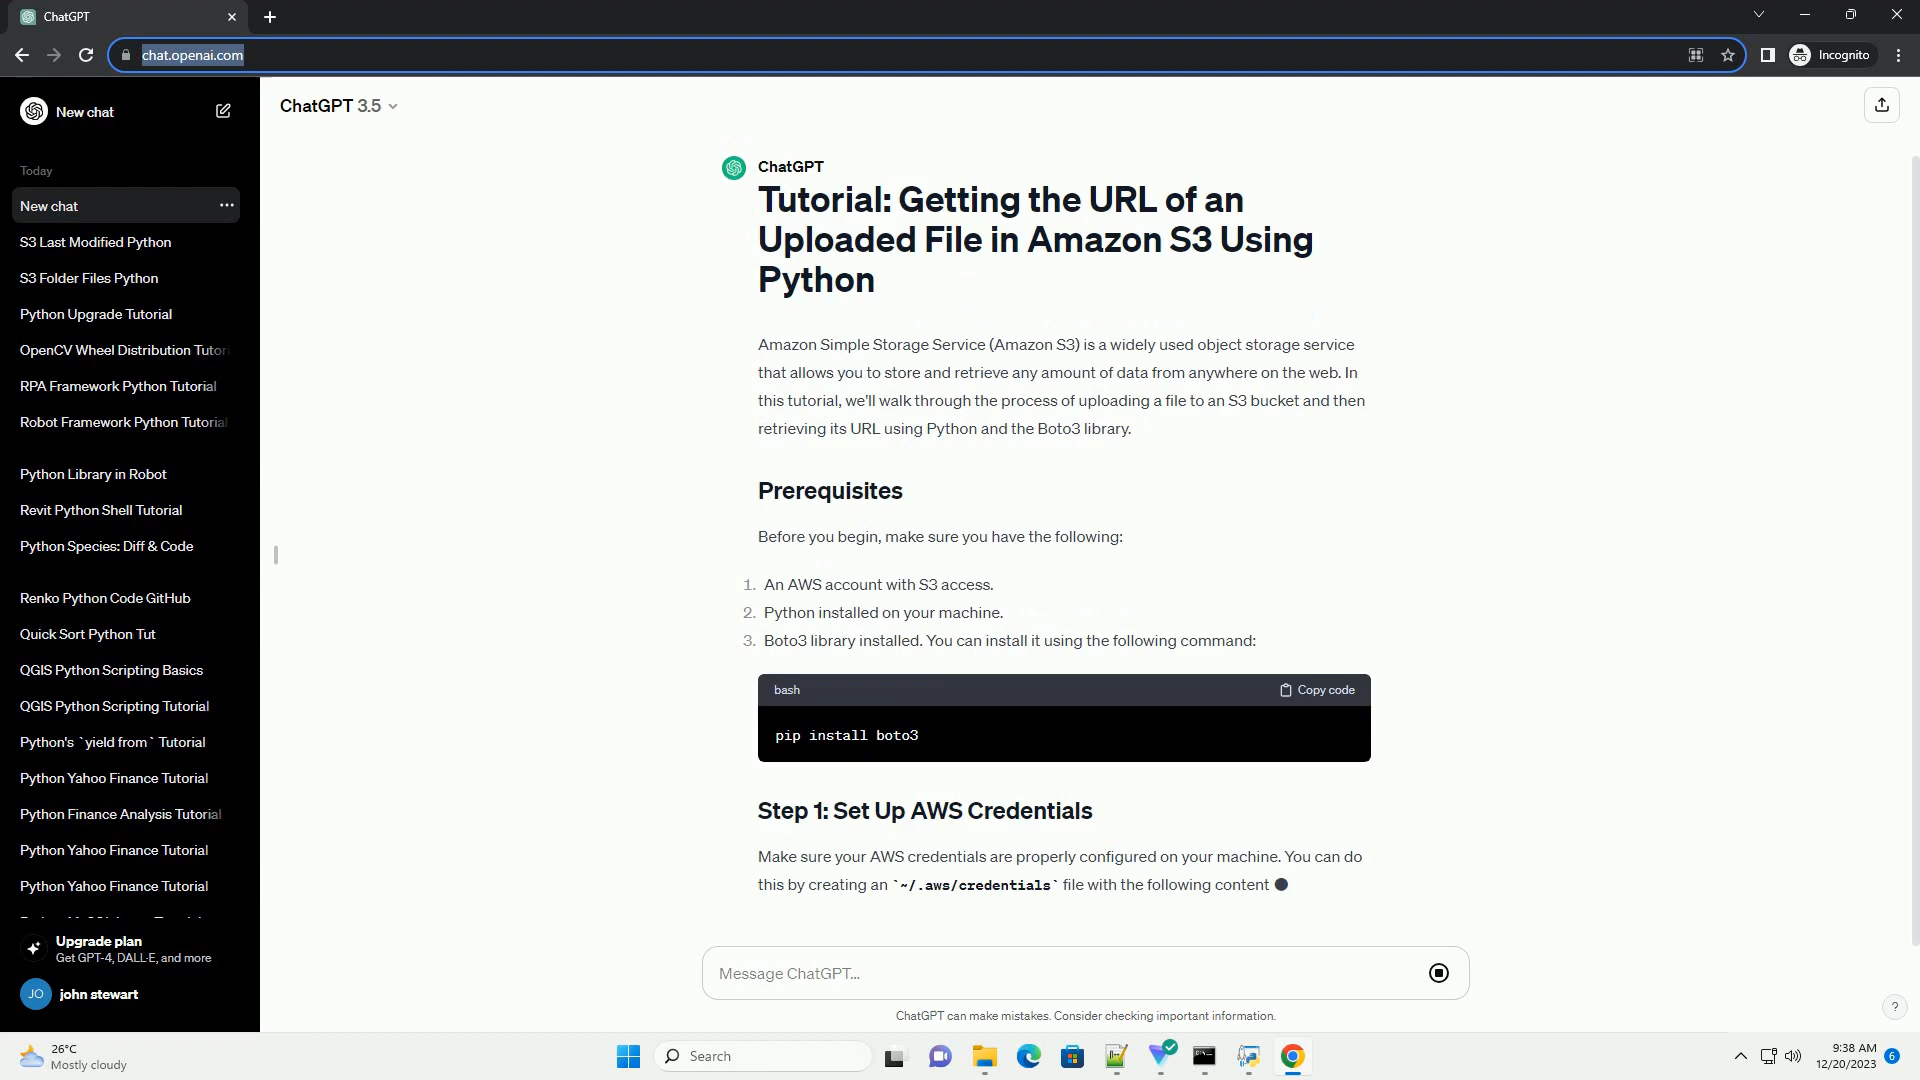 ChatGPT
chat.openai.com
Incognito
New chat
Today
New chat
S3 Last Modified Python
S3 Folder Files Python
Python Upgrade Tutorial
OpenCV Wheel Distribution Tutori
RPA Framework Python Tutorial
Robot Framework Python Tutorial
Python Library in Robot
Revit Python Shell Tutorial
Python Species: Diff & Code
Renko Python Code GitHub
Quick Sort Python Tut
QGIS Python Scripting Basics
QGIS Python Scripting Tutorial
Python's `yield from` Tutorial
Python Yahoo Finance Tutorial
Python Finance Analysis Tutorial
Python Yahoo Finance Tutorial
Python Yahoo Finance Tutorial
Upgrade plan
Get GPT-4, DALL·E, and more
JO john stewart
ChatGPT 3.5
ChatGPT
Tutorial: Getting the URL of an
Uploaded File in Amazon S3 Using
Python
Amazon Simple Storage Service (Amazon S3) is a widely used object storage service
that allows you to store and retrieve any amount of data from anywhere on the web. In
this tutorial, we'll walk through the process of uploading a file to an S3 bucket and then
retrieving its URL using Python and the Boto3 library.
Prerequisites
Before you begin, make sure you have the following:
1. An AWS account with S3 access.
2. Python installed on your machine.
3. Boto3 library installed. You can install it using the following command:
bash Copy code
pip install boto3
Step 1: Set Up AWS Credentials
Make sure your AWS credentials are properly configured on your machine. You can do
this by creating an `~/.aws/credentials` file with the following content
Message ChatGPT...
ChatGPT can make mistakes. Consider checking important information.
?
26°C
Mostly cloudy
Search
9:38 AM
12/20/2023
6